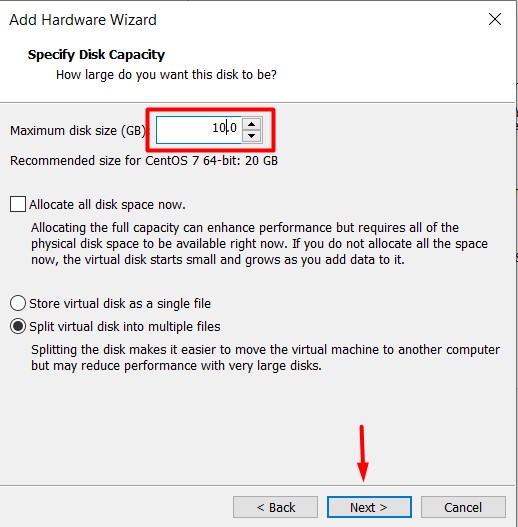 Add Hardware Wizard
Specify Disk Capacity
How large do you want this disk to be?
Maximum disk size (GB): 10.0
Recommended size for CentOS 7 64-bit: 20 GB
Allocate all disk space now.
Allocating the full capacity can enhance performance but requires all of the
physical disk space to be available right now. If you do not allocate all the space
now, the virtual disk starts small and grows as you add data to it.
Store virtual disk as a single file
Split virtual disk into multiple files
Splitting the disk makes it easier to move the virtual machine to another computer
but may reduce performance with very large disks.
< Back Next > Cancel